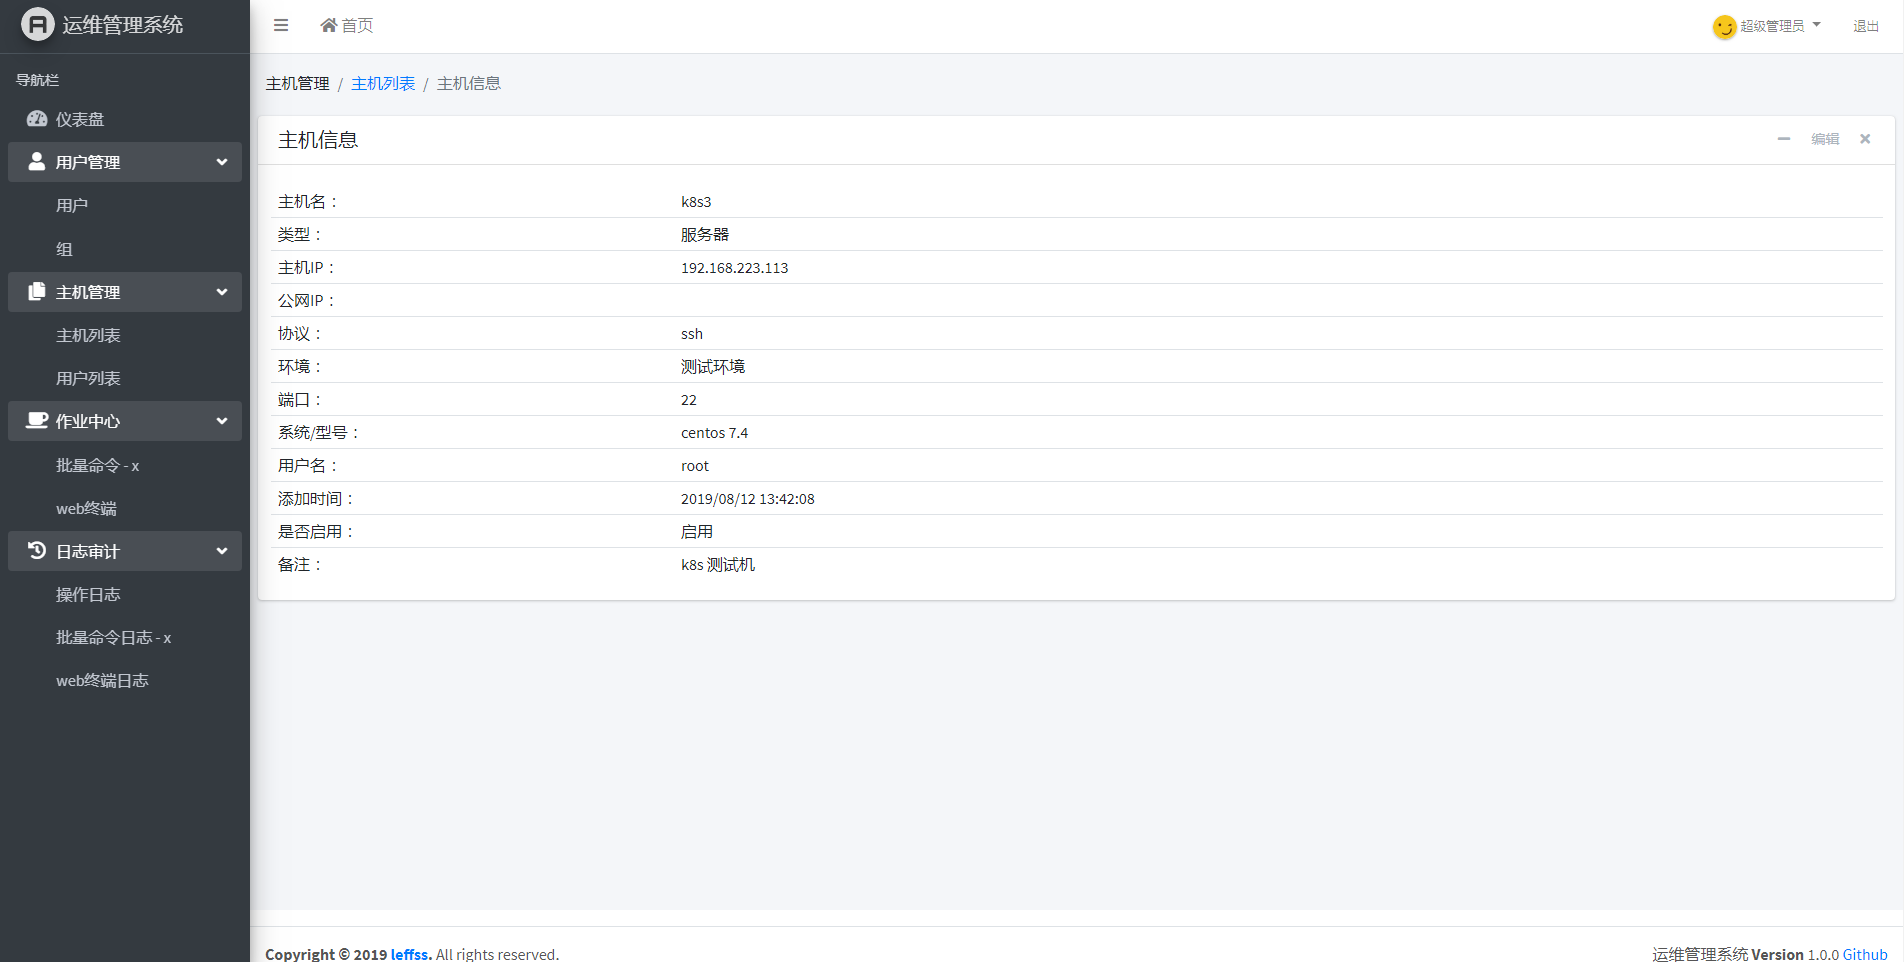 运维管理系统
首页
超级管理员
退出
导航栏
仪表盘
用户管理
用户
组
主机管理
主机列表
用户列表
作业中心
批量命令 - x
web终端
日志审计
操作日志
批量命令日志 - x
web终端日志
主机管理 / 主机列表 / 主机信息
主机信息
编辑
主机名： k8s3
类型： 服务器
主机IP： 192.168.223.113
公网IP：
协议： ssh
环境： 测试环境
端口： 22
系统/型号： centos 7.4
用户名： root
添加时间： 2019/08/12 13:42:08
是否启用： 启用
备注： k8s 测试机
Copyright © 2019 leffss. All rights reserved.
运维管理系统 Version 1.0.0 Github